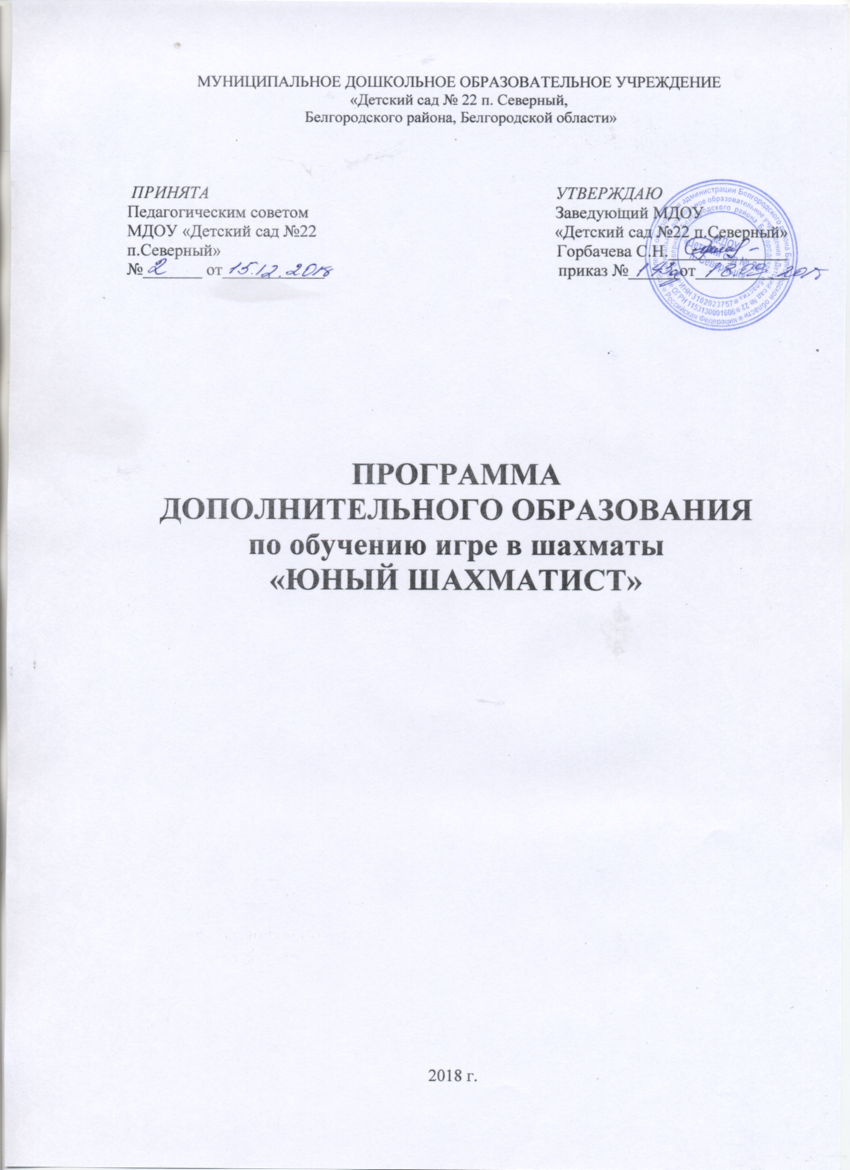 МУНИЦИПАЛЬНОЕ ДОШКОЛЬНОЕ ОБРАЗОВАТЕЛЬНОЕ УЧРЕЖДЕНИЕ
«Детский сад № 22 п. Северный,
Белгородского района, Белгородской области»
ПРИНЯТА
Педагогическим советом
МДОУ «Детский сад №22
п.Северный»
№ 2 от 15.12.2018
УТВЕРЖДАЮ
Заведующий МДОУ
«Детский сад №22 п.Северный»
Горбачева С.Н.
приказ № от
ПРОГРАММА
ДОПОЛНИТЕЛЬНОГО ОБРАЗОВАНИЯ
по обучению игре в шахматы
«ЮНЫЙ ШАХМАТИСТ»
2018 г.